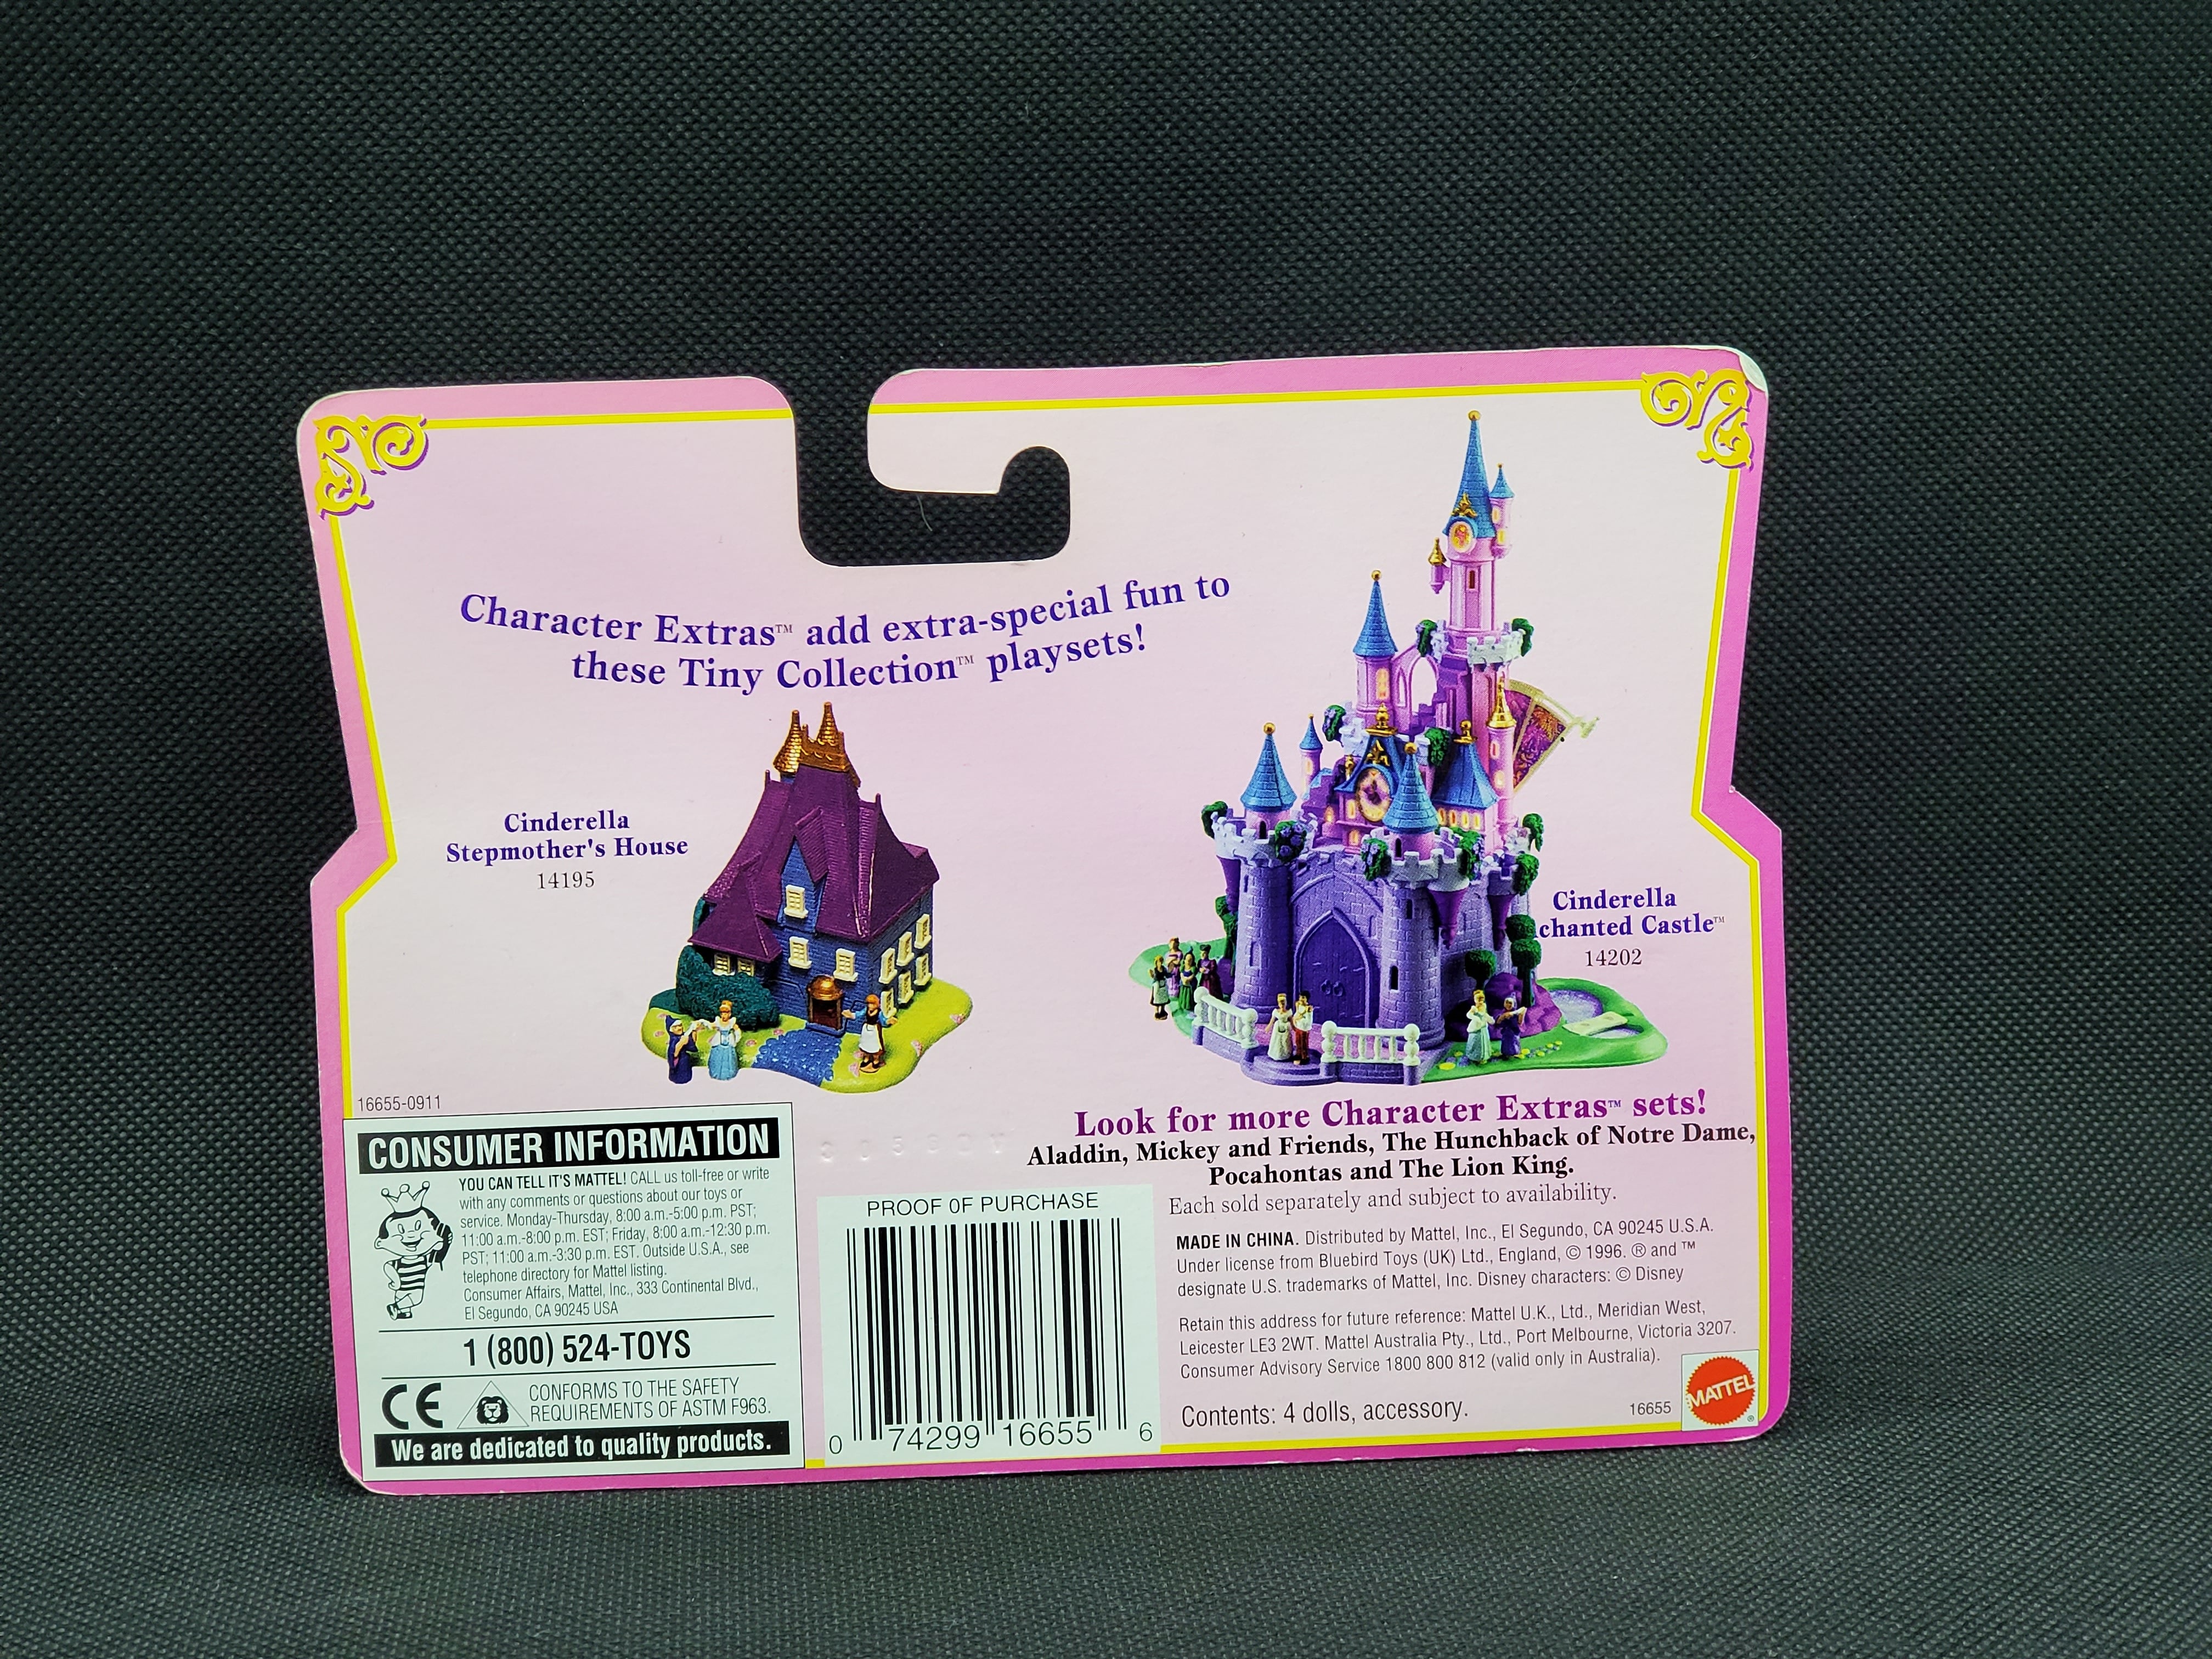 Character Extras™ add extra-special fun to
these Tiny Collection™ playsets!
Cinderella
Stepmother's House
14195
Cinderella
chanted Castle™
14202
16655-0911
CONSUMER INFORMATION
YOU CAN TELL IT'S MATTEL! CALL us toll-free or write
with any comments or questions about our toys or
service. Monday-Thursday, 8:00 a.m.-5:00 p.m. PST;
11:00 a.m.-8:00 p.m. EST; Friday, 8:00 a.m.-12:30 p.m.
PST; 11:00 a.m.-3:30 p.m. EST. Outside U.S.A., see
telephone directory for Mattel listing.
Consumer Affairs, Mattel, Inc., 333 Continental Blvd.,
El Segundo, CA 90245 USA
1 (800) 524-TOYS
CE
CONFORMS TO THE SAFETY
REQUIREMENTS OF ASTM F963.
We are dedicated to quality products.
PROOF OF PURCHASE
0 74299 16655 6
Look for more Character Extras™ sets!
Aladdin, Mickey and Friends, The Hunchback of Notre Dame,
Pocahontas and The Lion King.
Each sold separately and subject to availability.
MADE IN CHINA. Distributed by Mattel, Inc., El Segundo, CA 90245 U.S.A.
Under license from Bluebird Toys (UK) Ltd., England, © 1996. ® and ™
designate U.S. trademarks of Mattel, Inc. Disney characters: © Disney
Retain this address for future reference: Mattel U.K., Ltd., Meridian West,
Leicester LE3 2WT. Mattel Australia Pty., Ltd., Port Melbourne, Victoria 3207.
Consumer Advisory Service 1800 800 812 (valid only in Australia).
Contents: 4 dolls, accessory.
16655
MATTEL®